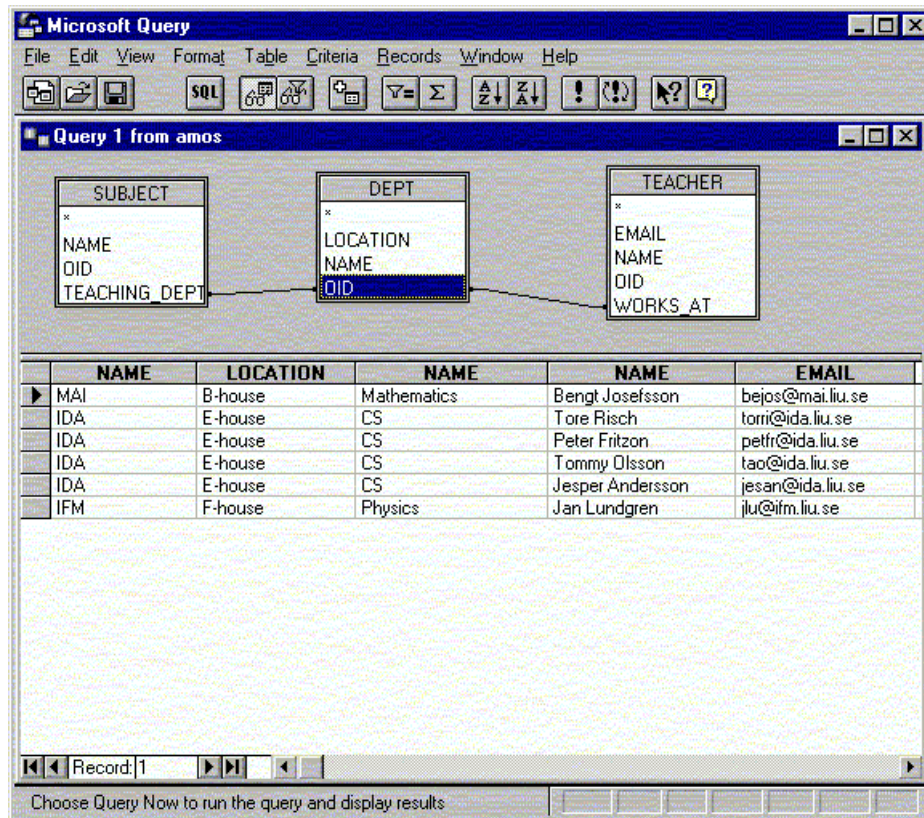 Microsoft Query
File Edit View Format Table Criteria Records Window Help
SQL
Query 1 from amos
SUBJECT
*
NAME
OID
TEACHING_DEPT
DEPT
*
LOCATION
NAME
OID
TEACHER
*
EMAIL
NAME
OID
WORKS_AT
NAME LOCATION NAME NAME EMAIL
MAI B-house Mathematics Bengt Josefsson bejos@mai.liu.se
IDA E-house CS Tore Risch torri@ida.liu.se
IDA E-house CS Peter Fritzon petfr@ida.liu.se
IDA E-house CS Tommy Olsson tao@ida.liu.se
IDA E-house CS Jesper Andersson jesan@ida.liu.se
IFM F-house Physics Jan Lundgren jlu@ifm.liu.se
Record: 1
Choose Query Now to run the query and display results